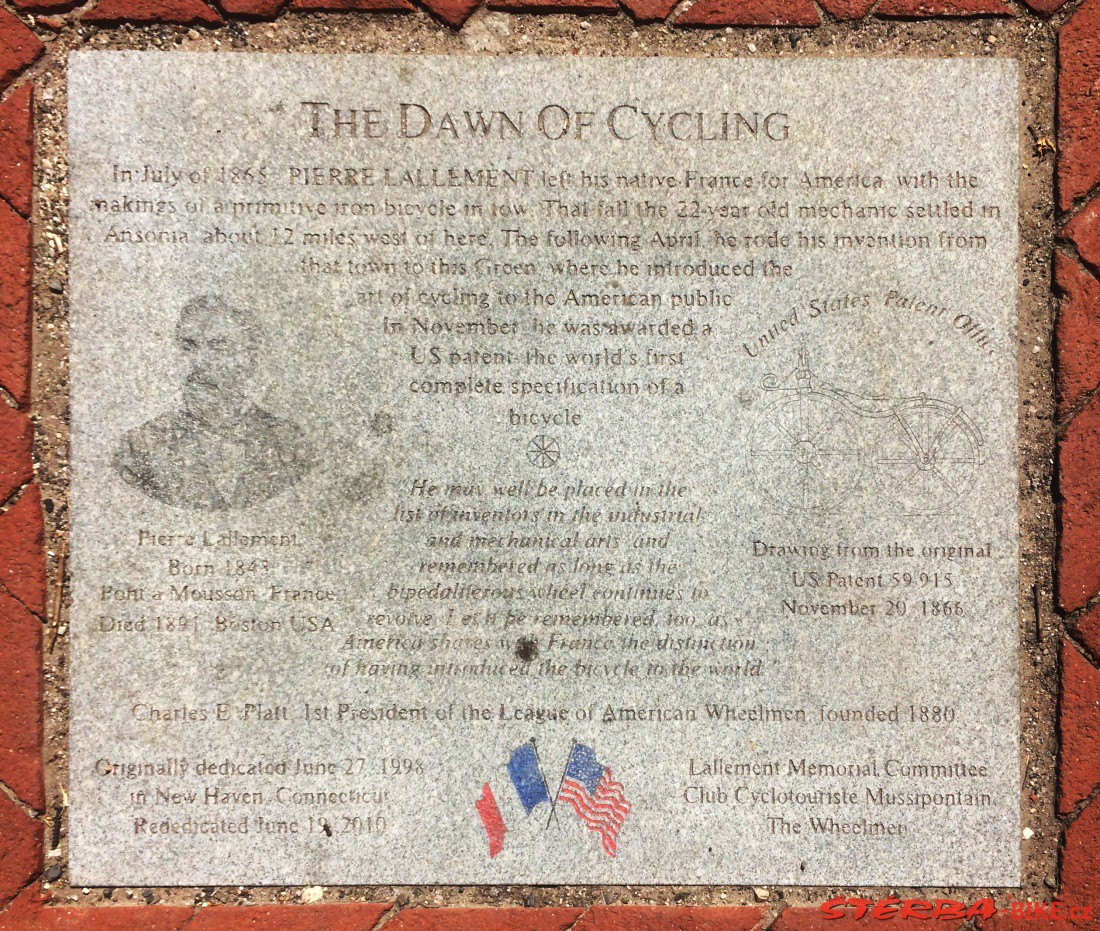 THE DAWN OF CYCLING
In July of 1865 PIERRE LALLEMENT left his native France for America with the
makings of a primitive iron bicycle in tow. That fall the 22-year old mechanic settled in
Ansonia about 12 miles west of here. The following April he rode his invention from
that town to this Green where he introduced the
art of cycling to the American public
In November he was awarded a
US patent the world's first
complete specification of a
bicycle
United States Patent Office
He may well be placed in the
list of inventors in the industrial
and mechanical arts and
remembered as long as the
bipedaliferous wheel continues to
revolve. Let it be remembered, too, as
America shares with France the distinction
of having introduced the bicycle to the world."
Pierre Lallement
Born 1843
Pont a Mousson France
Died 1891 Boston USA
Drawing from the original
US Patent 59,915
November 20, 1866
Charles E. Platt 1st President of the League of American Wheelmen, founded 1880
Originally dedicated June 27, 1998
in New Haven, Connecticut
Rededicated June 19, 2010
Lallement Memorial Committee
Club Cyclotouriste Mussipontain
The Wheelmen
STERBA-BIKE.cz